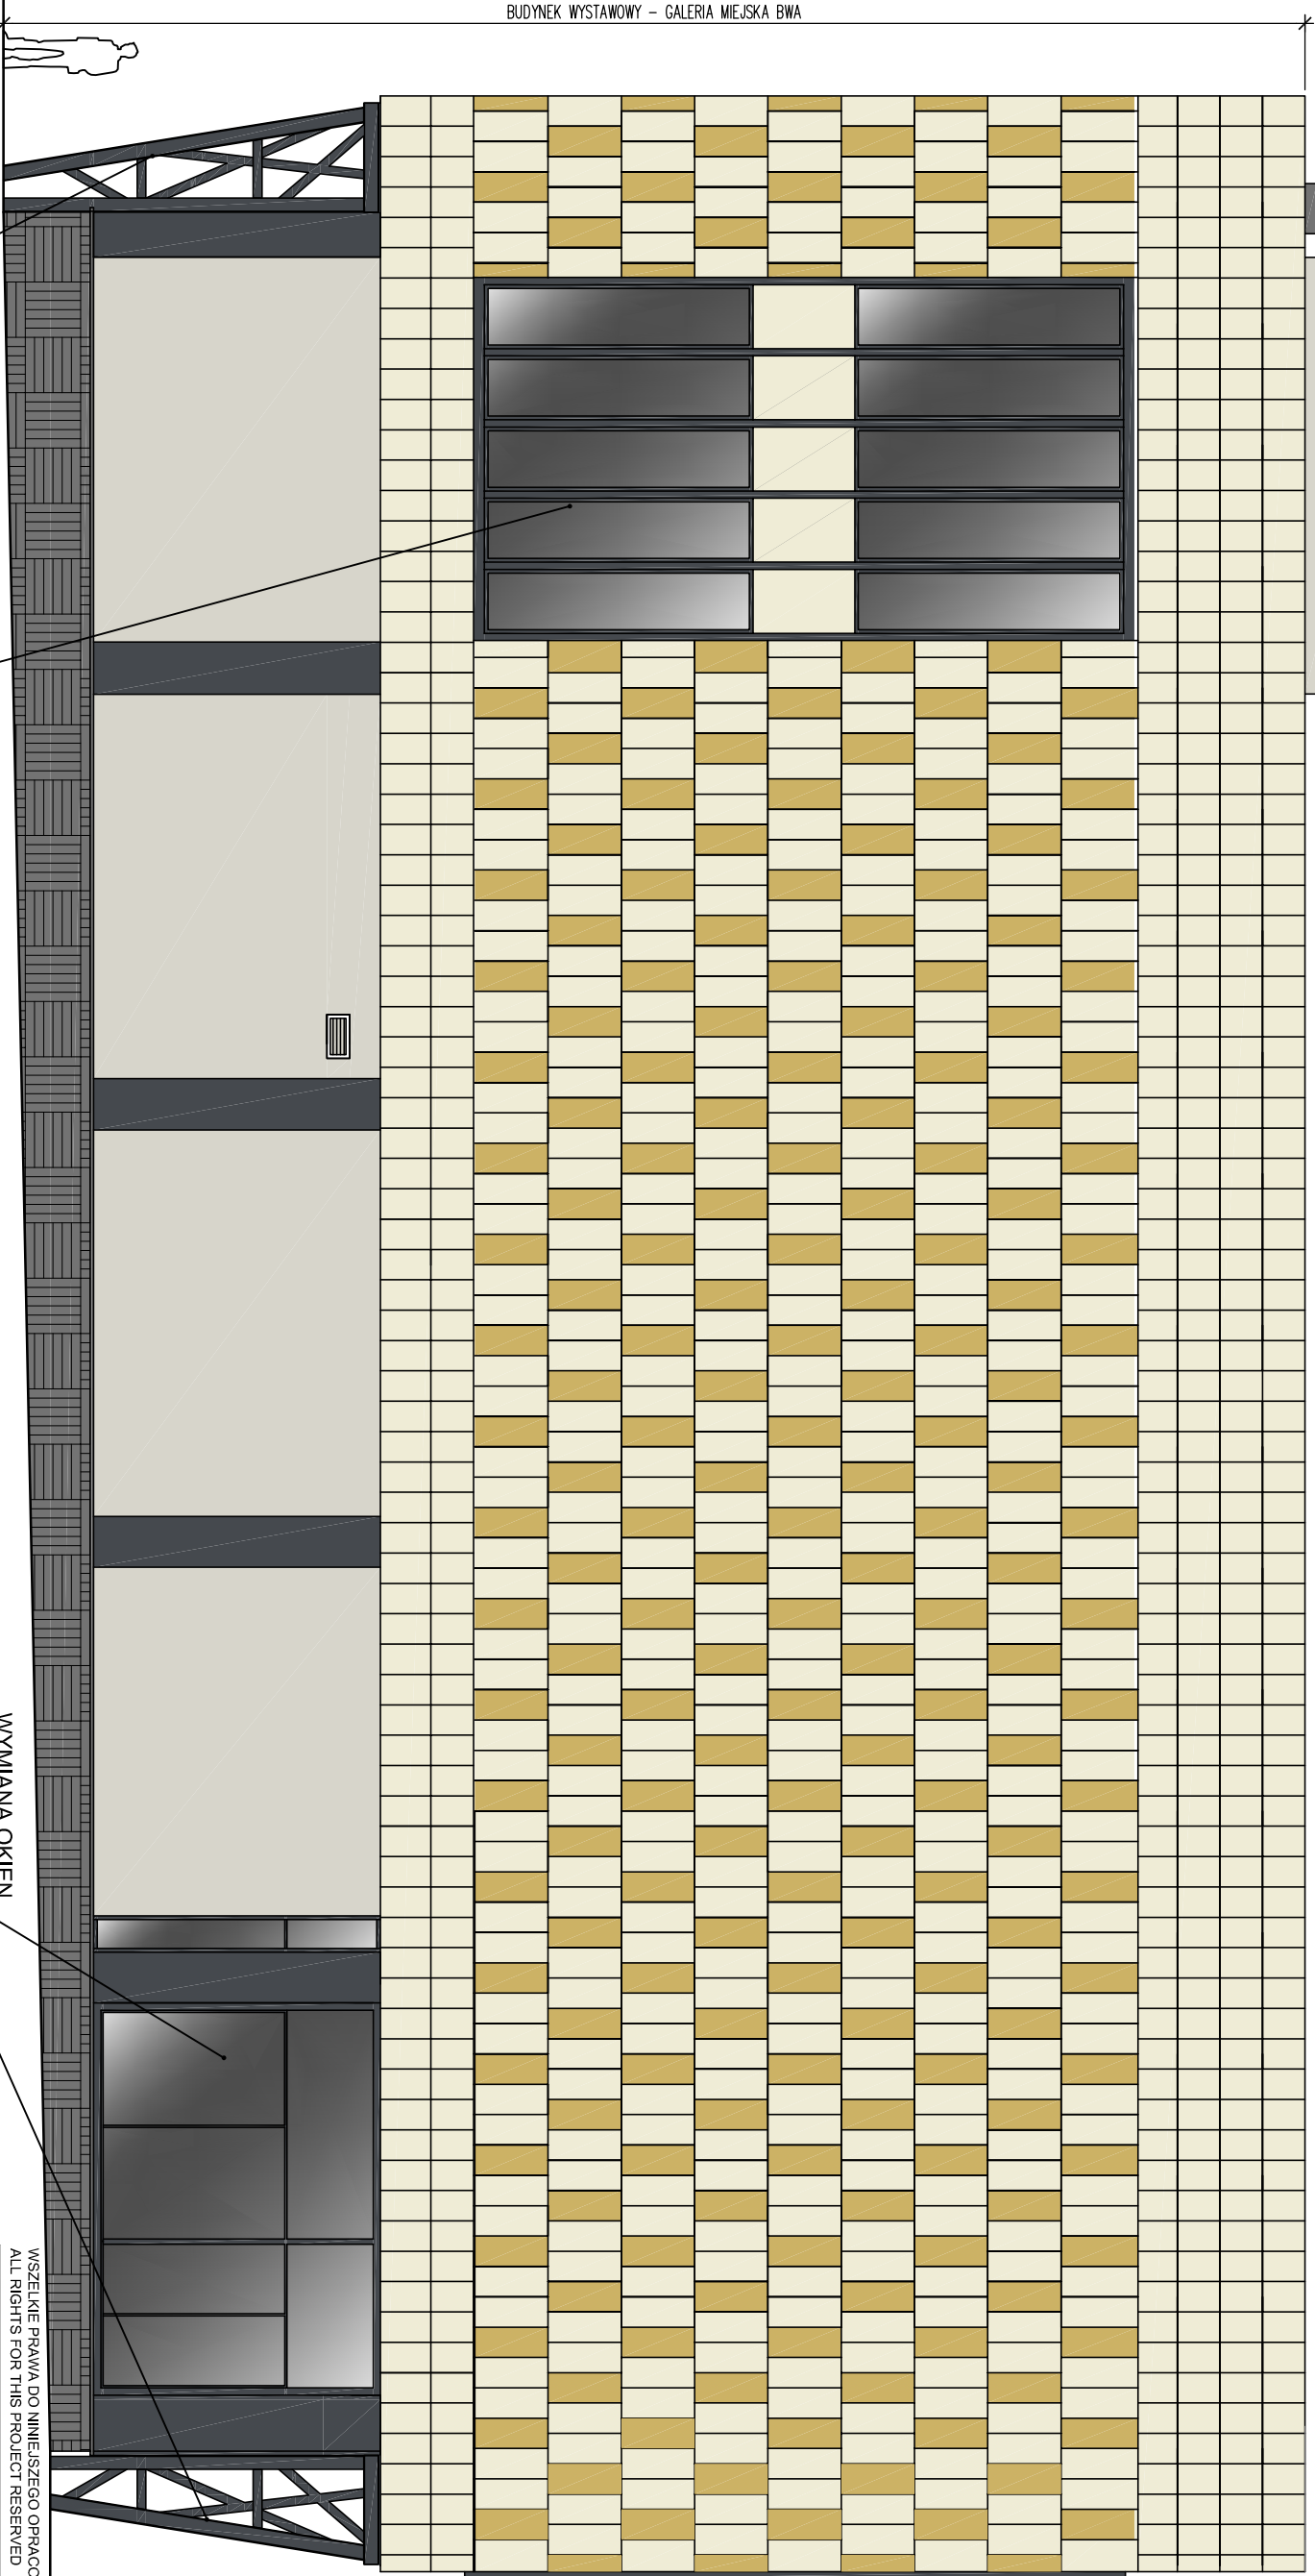 BUDYNEK WYSTAWOWY – GALERIA MIEJSKA BWA
WYMIANA OKIEN
WSZELKIE PRAWA DO NINIEJSZEGO OPRACO
ALL RIGHTS FOR THIS PROJECT RESERVED